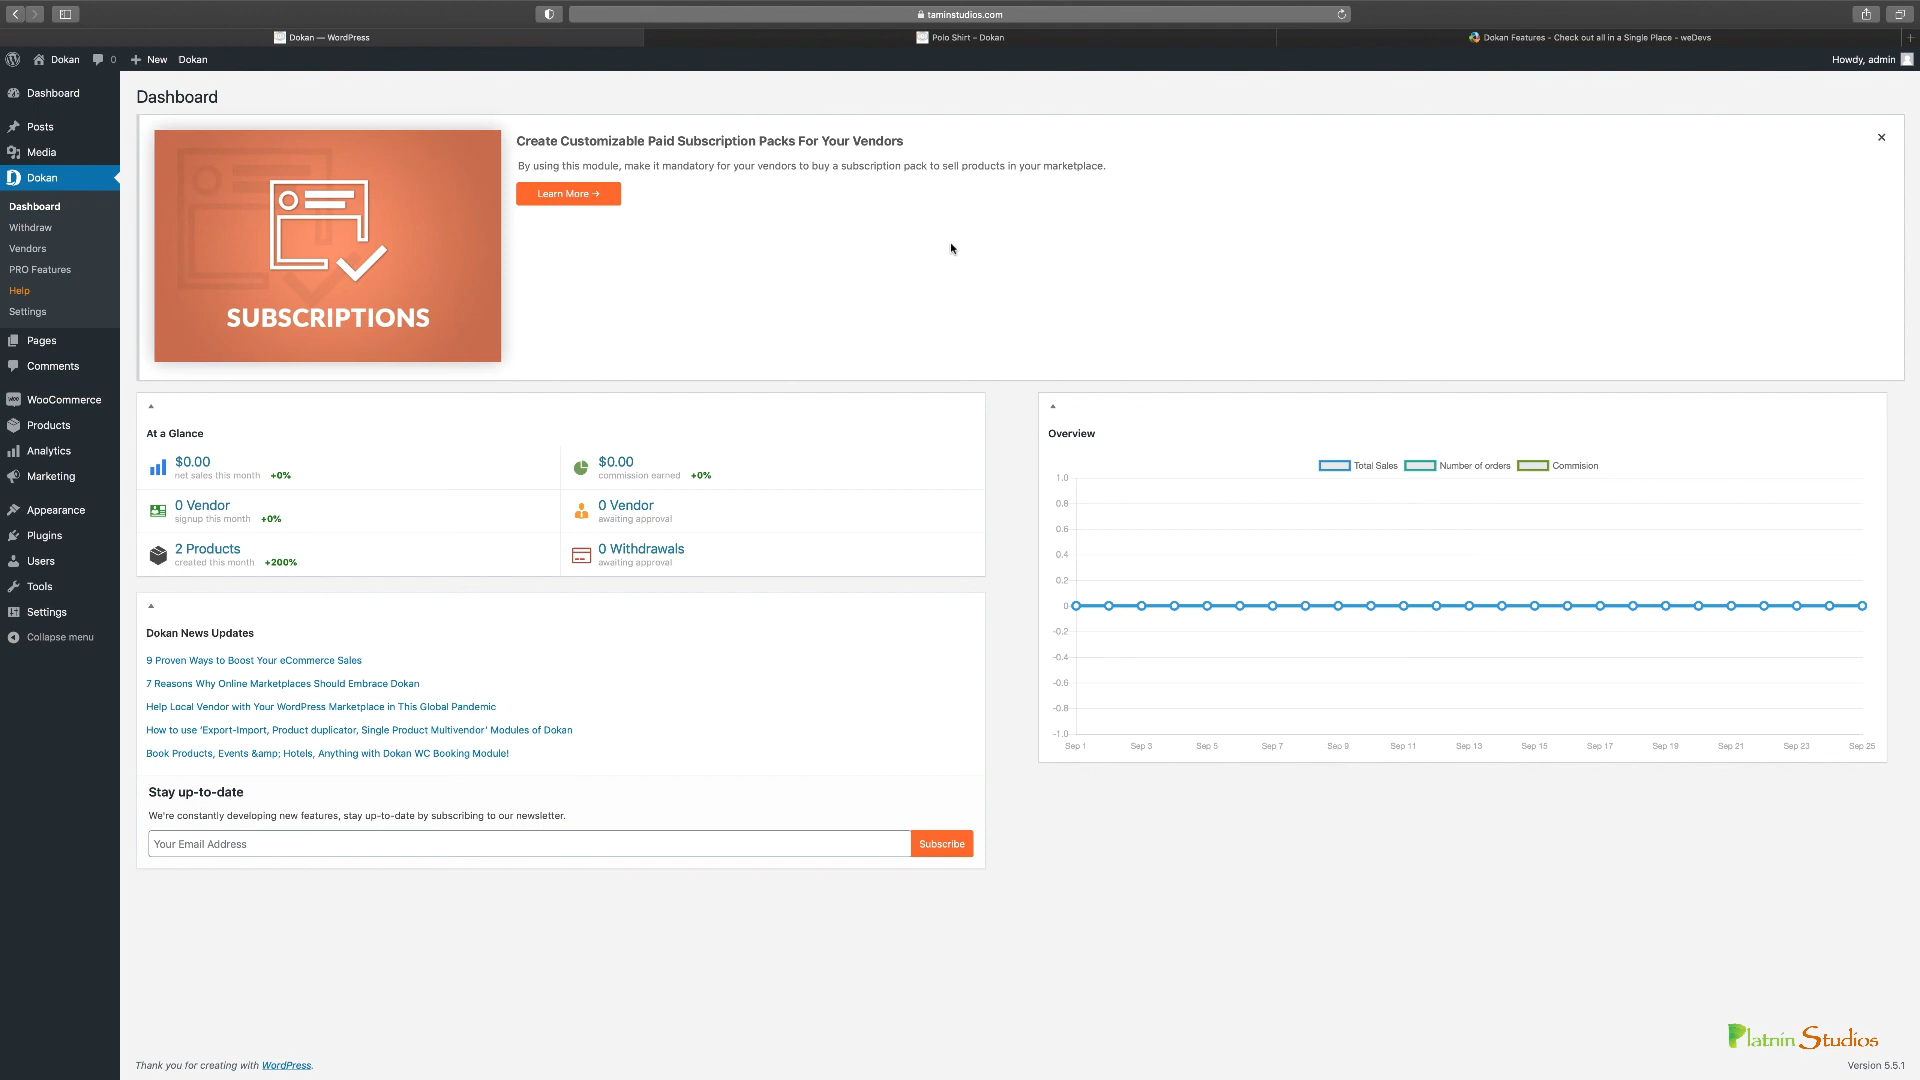 taminstudios.com
Dokan — WordPress
Polo Shirt – Dokan
Dokan Features - Check out all in a Single Place - weDevs
Dokan
0
New
Dokan
Howdy, admin
Dashboard
Posts
Media
Dokan
Dashboard
Withdraw
Vendors
PRO Features
Help
Settings
Pages
Comments
WooCommerce
Products
Analytics
Marketing
Appearance
Plugins
Users
Tools
Settings
Collapse menu
Dashboard
SUBSCRIPTIONS
Create Customizable Paid Subscription Packs For Your Vendors
By using this module, make it mandatory for your vendors to buy a subscription pack to sell products in your marketplace.
Learn More →
At a Glance
$0.00
net sales this month +0%
$0.00
commission earned +0%
0 Vendor
signup this month +0%
0 Vendor
awaiting approval
2 Products
created this month +200%
0 Withdrawals
awaiting approval
Dokan News Updates
9 Proven Ways to Boost Your eCommerce Sales
7 Reasons Why Online Marketplaces Should Embrace Dokan
Help Local Vendor with Your WordPress Marketplace in This Global Pandemic
How to use ‘Export-Import, Product duplicator, Single Product Multivendor’ Modules of Dokan
Book Products, Events &amp; Hotels, Anything with Dokan WC Booking Module!
Stay up-to-date
We're constantly developing new features, stay up-to-date by subscribing to our newsletter.
Your Email Address
Subscribe
Overview
Total Sales Number of orders Commision
1.0
0.8
0.6
0.4
0.2
0
-0.2
-0.4
-0.6
-0.8
-1.0
Sep 1 Sep 3 Sep 5 Sep 7 Sep 9 Sep 11 Sep 13 Sep 15 Sep 17 Sep 19 Sep 21 Sep 23 Sep 25
Platnin Studios
Thank you for creating with WordPress.
Version 5.5.1